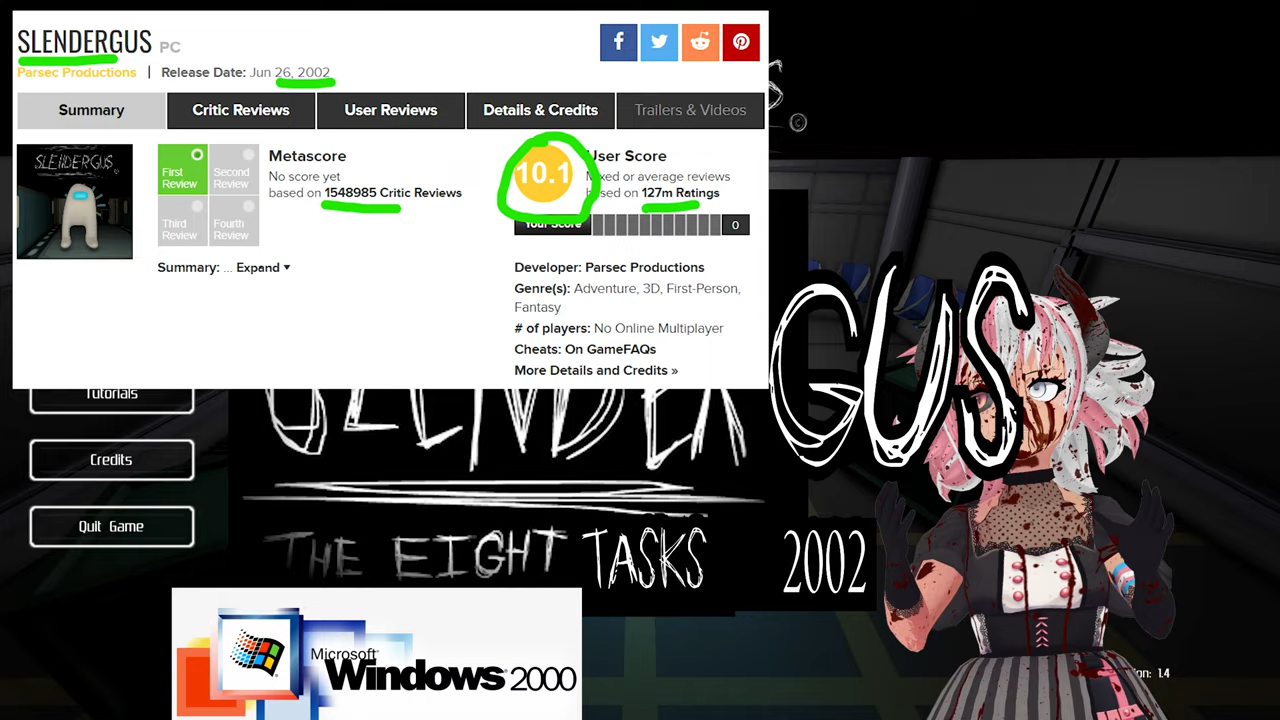 SLENDERGUS PC
Parsec Productions | Release Date: Jun 26, 2002
Summary
Critic Reviews
User Reviews
Details & Credits
Trailers & Videos
SLENDERGUS
First Review
Second Review
Third Review
Fourth Review
Metascore
No score yet
based on 1548985 Critic Reviews
Summary: ... Expand
10.1
User Score
Mixed or average reviews
based on 127m Ratings
Your Score
0
Developer: Parsec Productions
Genre(s): Adventure, 3D, First-Person,
Fantasy
# of players: No Online Multiplayer
Cheats: On GameFAQs
More Details and Credits »
Tutorials
Credits
Quit Game
SLENDER GUS
THE EIGHT TASKS 2002
Microsoft
Windows 2000
on: 1.4